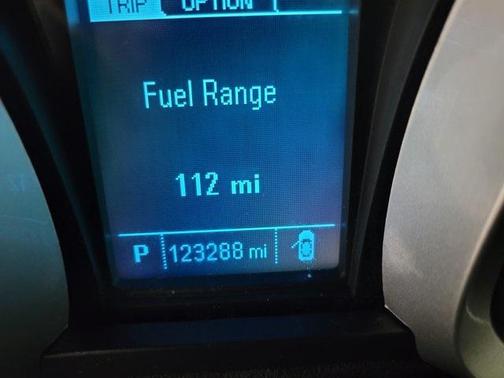 TRIP OPTION
Fuel Range
112 mi
P 123288 mi